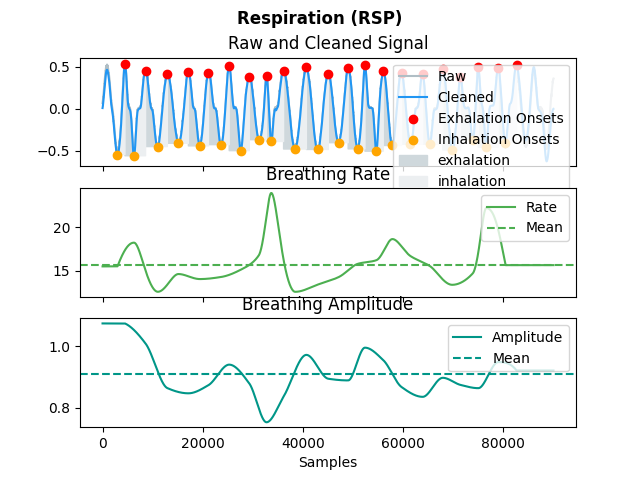 Respiration (RSP)
Raw and Cleaned Signal
0.5
0.0
−0.5
Raw
Cleaned
Exhalation Onsets
Inhalation Onsets
exhalation
inhalation
Breathing Rate
20
15
Rate
Mean
Breathing Amplitude
1.0
0.8
Amplitude
Mean
0
20000
40000
60000
80000
Samples